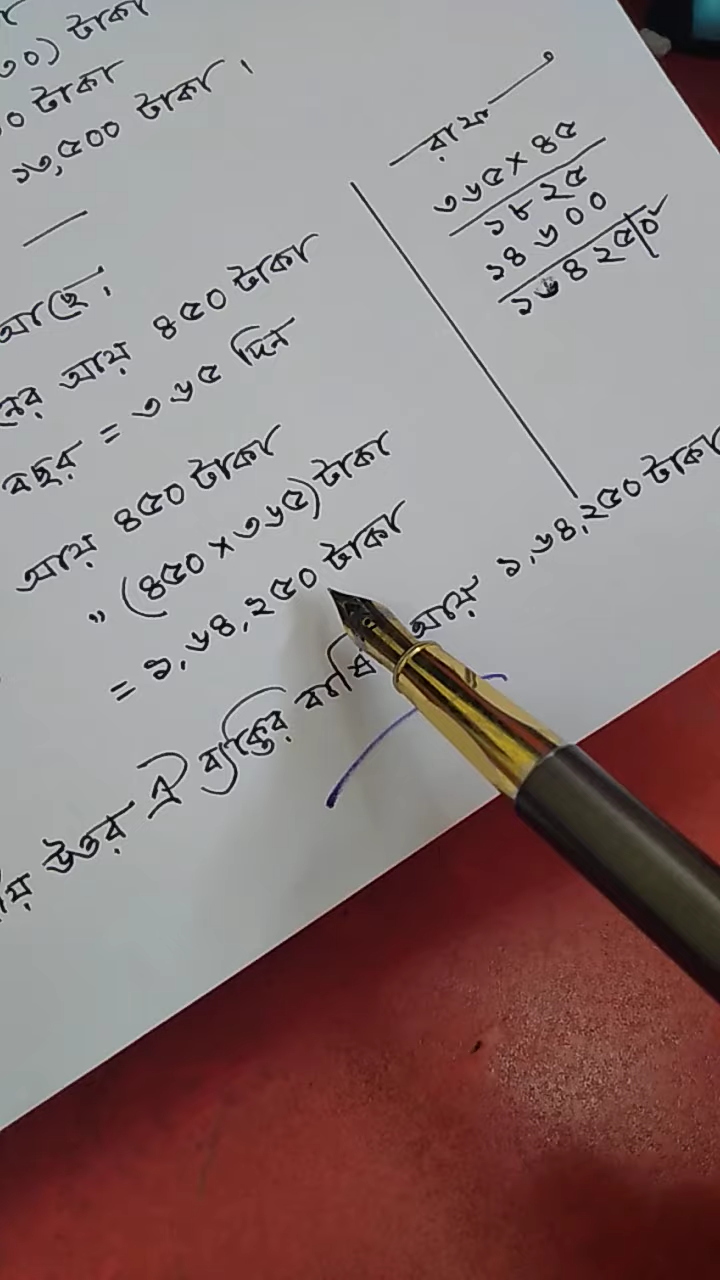 ৩০) টাকা
০ টাকা
১৩,৫০০ টাকা।
আছে।
নের আয় ৪৫০ টাকা
বছর = ৩৬৫ দিন
আয় ৪৫০ টাকা
" (৪৫০ × ৩৬৫) টাকা
= ১,৬৪,২৫০ টাকা
উত্তর ঐ ব্যক্তির আয় ১,৬৪,২৫০ টাকা
রাফ
৩৬৫ × ৪৫
১৮২৫
১৪৬০০
১৬৪২৫০